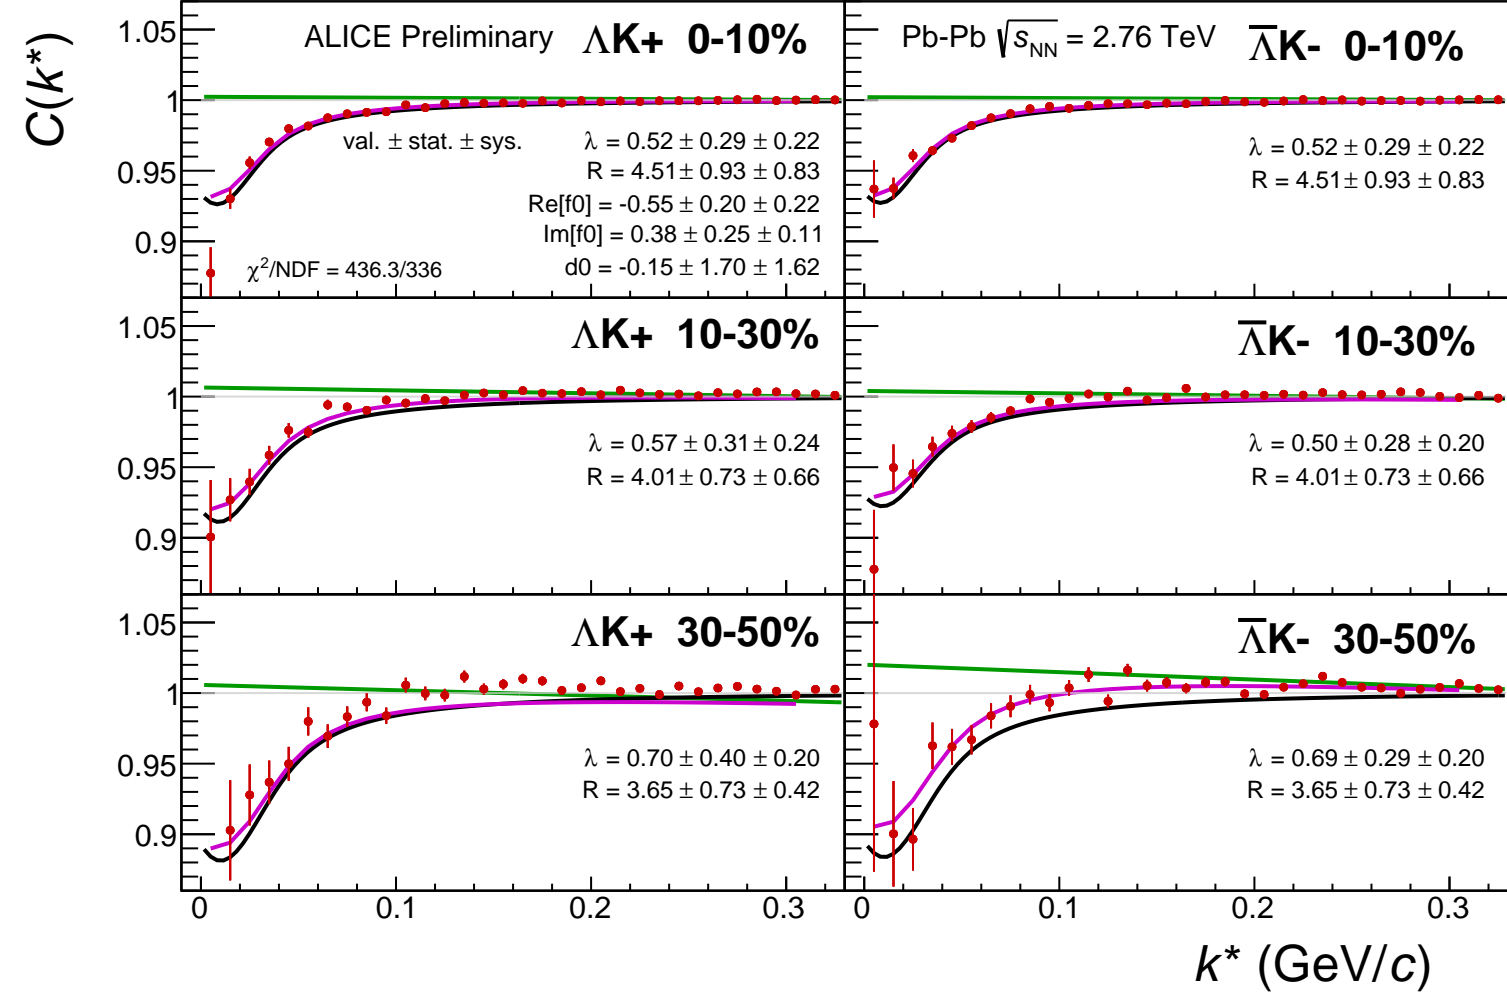 C(k*)
ALICE Preliminary ΛK+ 0-10%
val. ± stat. ± sys.
λ = 0.52 ± 0.29 ± 0.22
R = 4.51 ± 0.93 ± 0.83
Re[f0] = -0.55 ± 0.20 ± 0.22
Im[f0] = 0.38 ± 0.25 ± 0.11
d0 = -0.15 ± 1.70 ± 1.62
χ²/NDF = 436.3/336
1.05
1
0.95
0.9
Pb-Pb √sNN = 2.76 TeV Λ̅K- 0-10%
λ = 0.52 ± 0.29 ± 0.22
R = 4.51 ± 0.93 ± 0.83
ΛK+ 10-30%
λ = 0.57 ± 0.31 ± 0.24
R = 4.01 ± 0.73 ± 0.66
1.05
1
0.95
0.9
Λ̅K- 10-30%
λ = 0.50 ± 0.28 ± 0.20
R = 4.01 ± 0.73 ± 0.66
ΛK+ 30-50%
λ = 0.70 ± 0.40 ± 0.20
R = 3.65 ± 0.73 ± 0.42
1.05
1
0.95
0.9
Λ̅K- 30-50%
λ = 0.69 ± 0.29 ± 0.20
R = 3.65 ± 0.73 ± 0.42
0 0.1 0.2 0.3
0 0.1 0.2 0.3
k* (GeV/c)